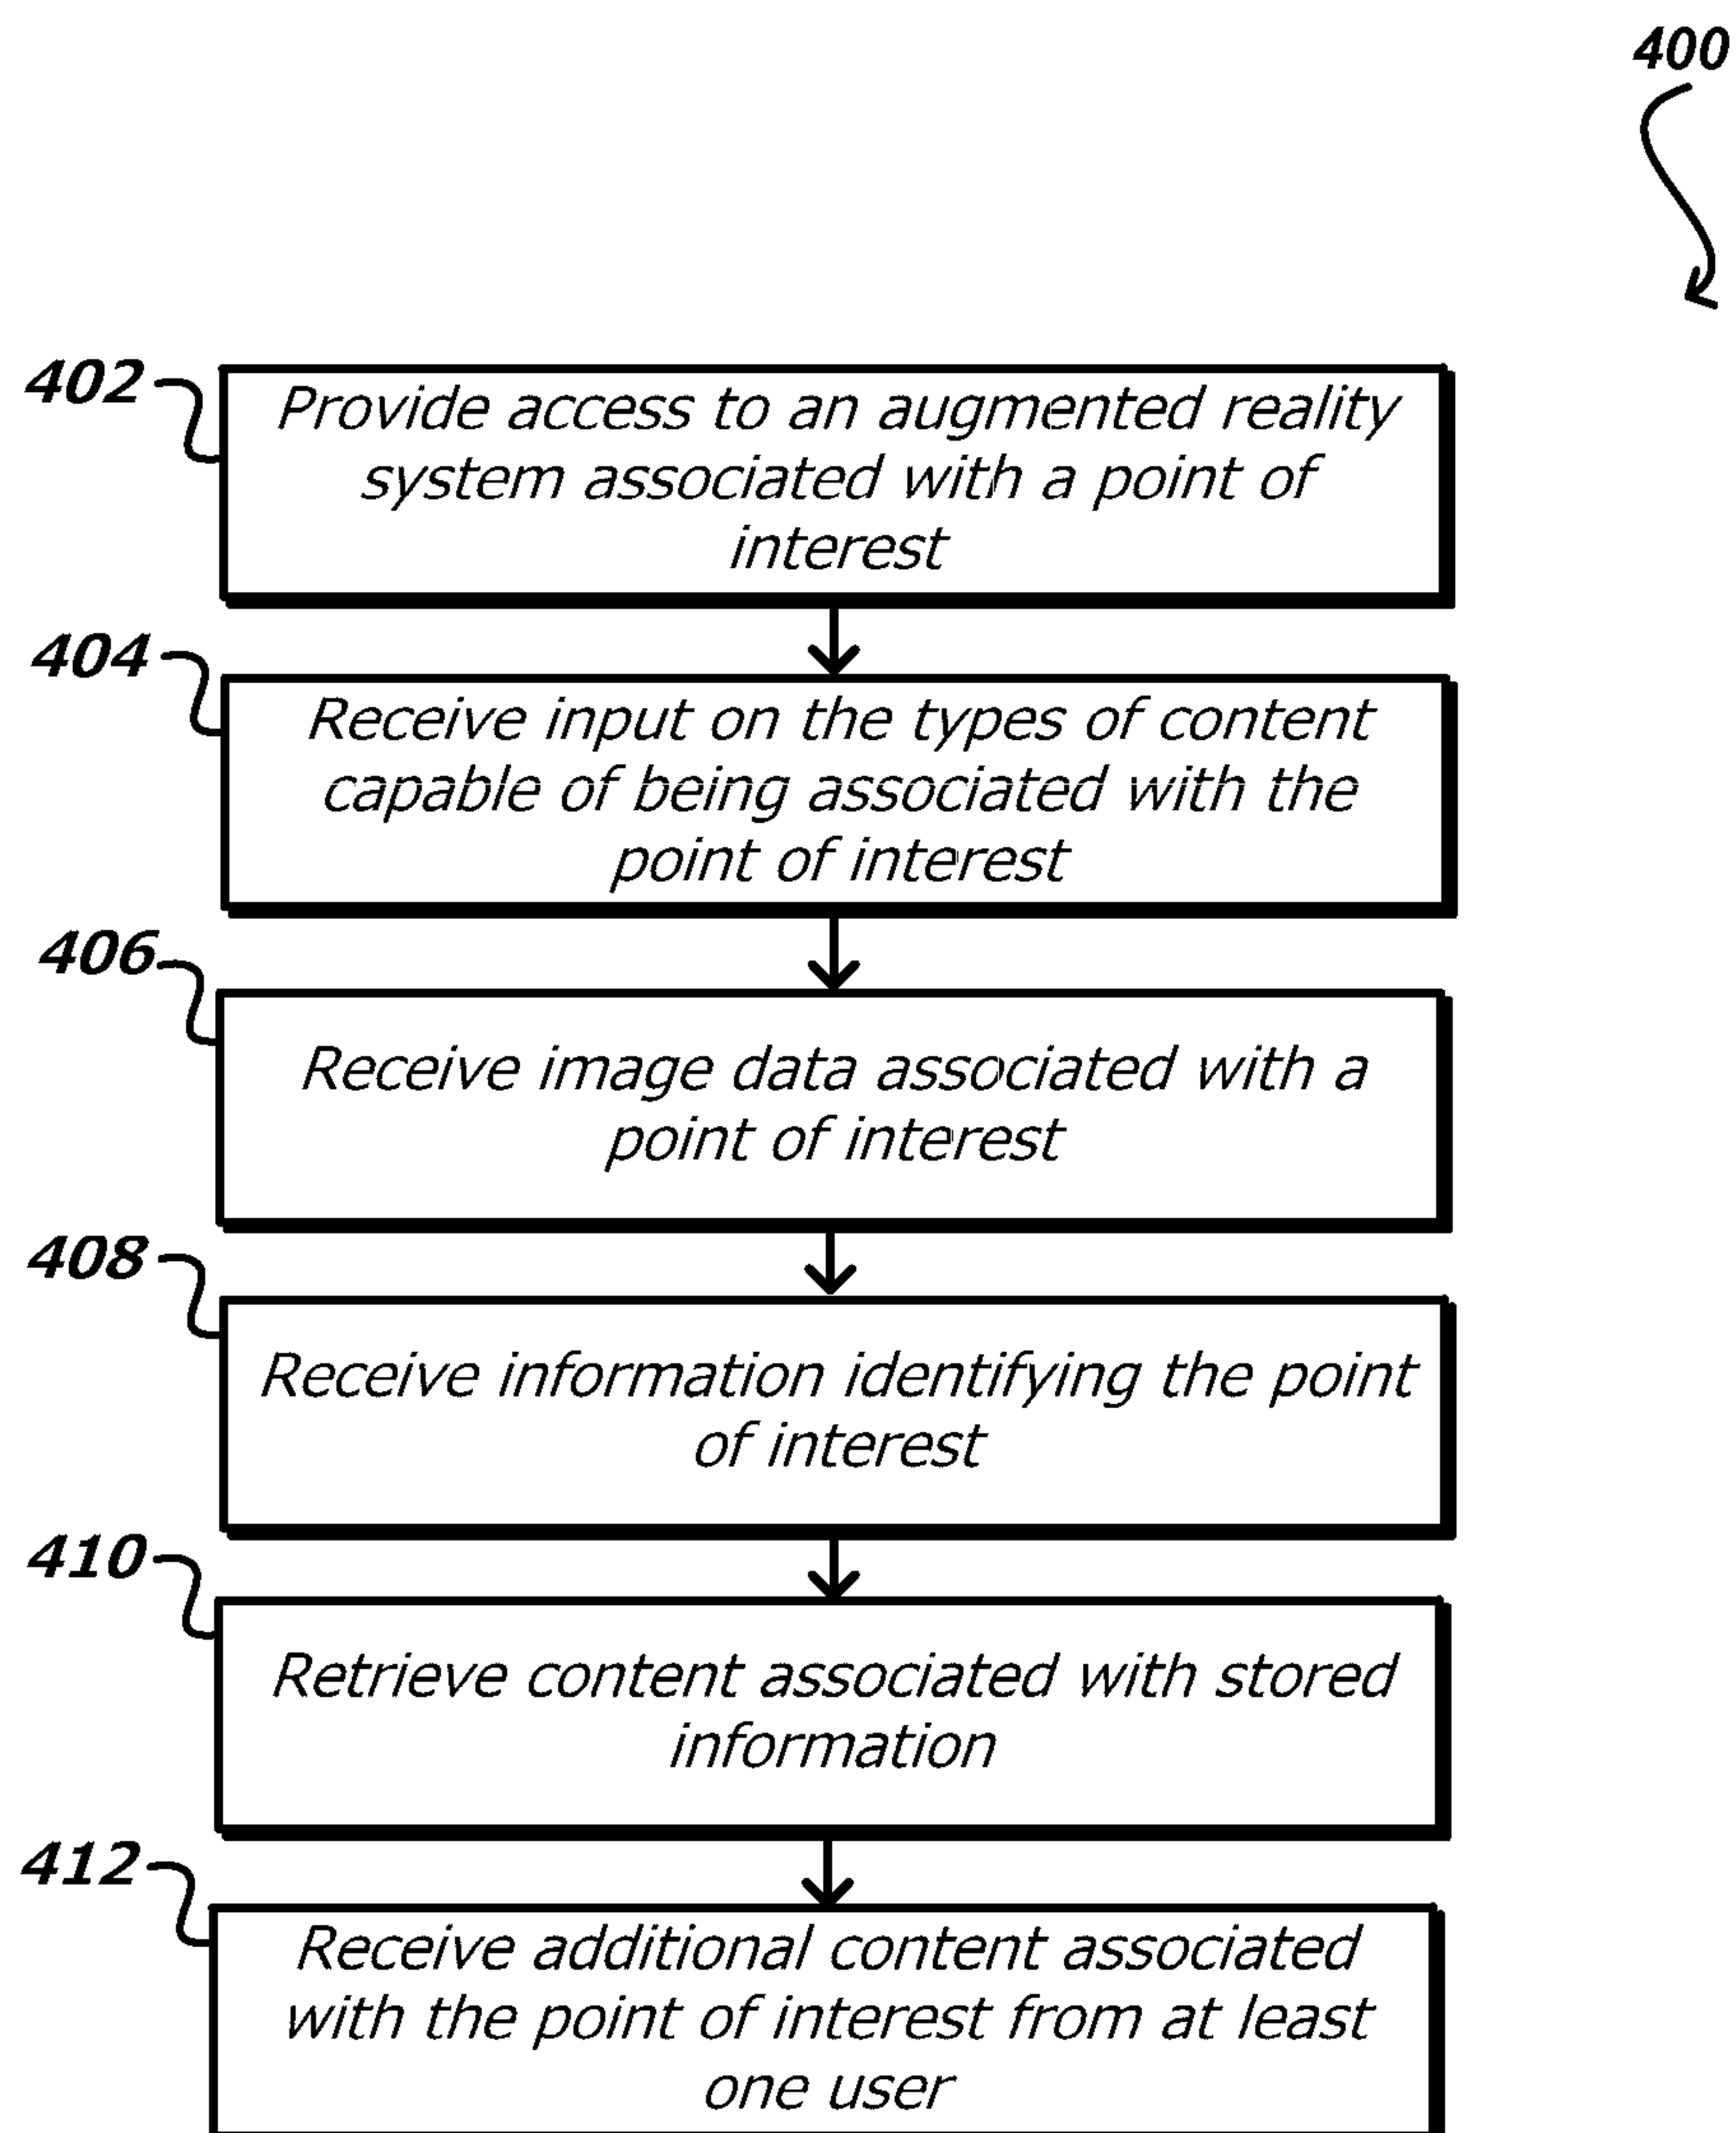 400
402
Provide access to an augmented reality
system associated with a point of
interest
404
Receive input on the types of content
capable of being associated with the
point of interest
406
Receive image data associated with a
point of interest
408
Receive information identifying the point
of interest
410
Retrieve content associated with stored
information
412
Receive additional content associated
with the point of interest from at least
one user